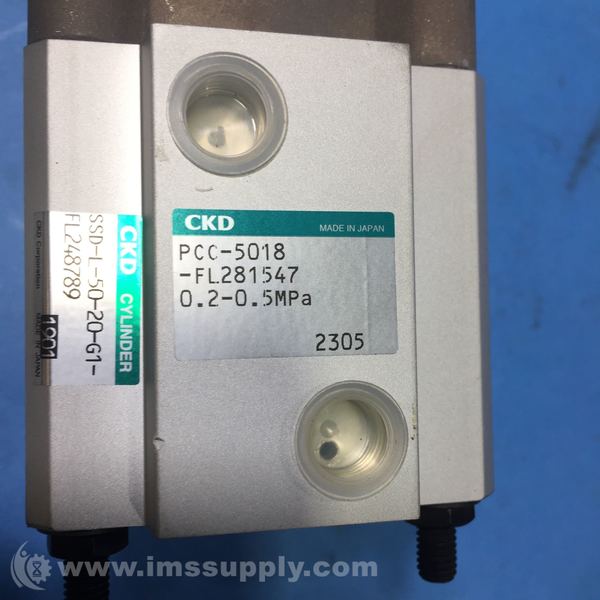 CKD
MADE IN JAPAN
PCC-5018
-FL281547
0.2-0.5MPa
2305
CKD CYLINDER
SSD-L-50-20-G1-
FL248789
CKD Corporation MADE IN JAPAN
1901
IMS
www.imssupply.com